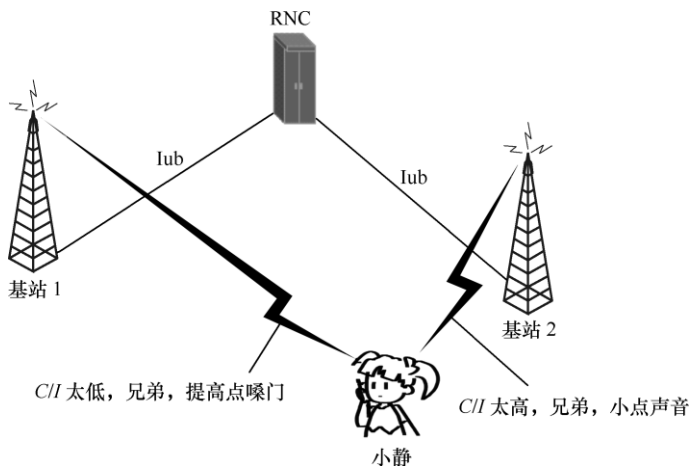 RNC
Iub
Iub
基站 1
基站 2
C/I 太低，兄弟，提高点嗓门
C/I 太高，兄弟，小点声音
小静